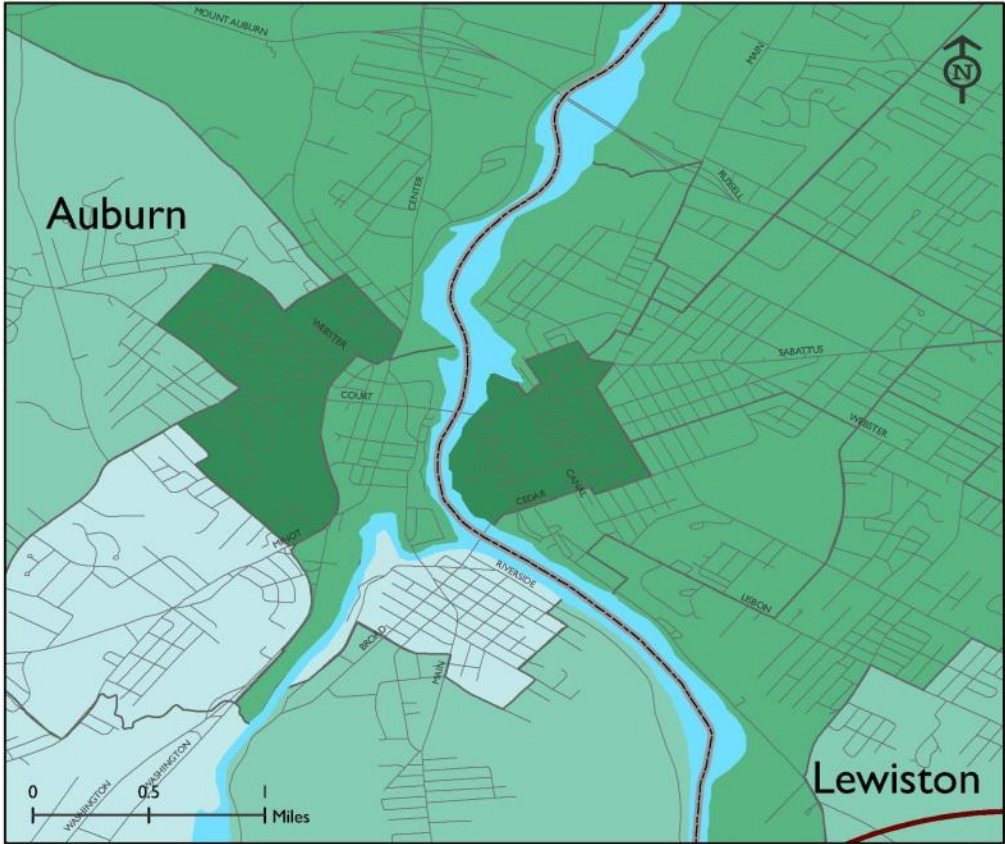 MOUNT AUBURN
MAIN
N
CENTER
RUSSELL
Auburn
WEBSTER
SABATTUS
COURT
WEBSTER
CANAL
CEDAR
MINOT
RIVERSIDE
LISBON
BROAD
MAIN
WASHINGTON
WASHINGTON
Lewiston
0 0.5 1
Miles